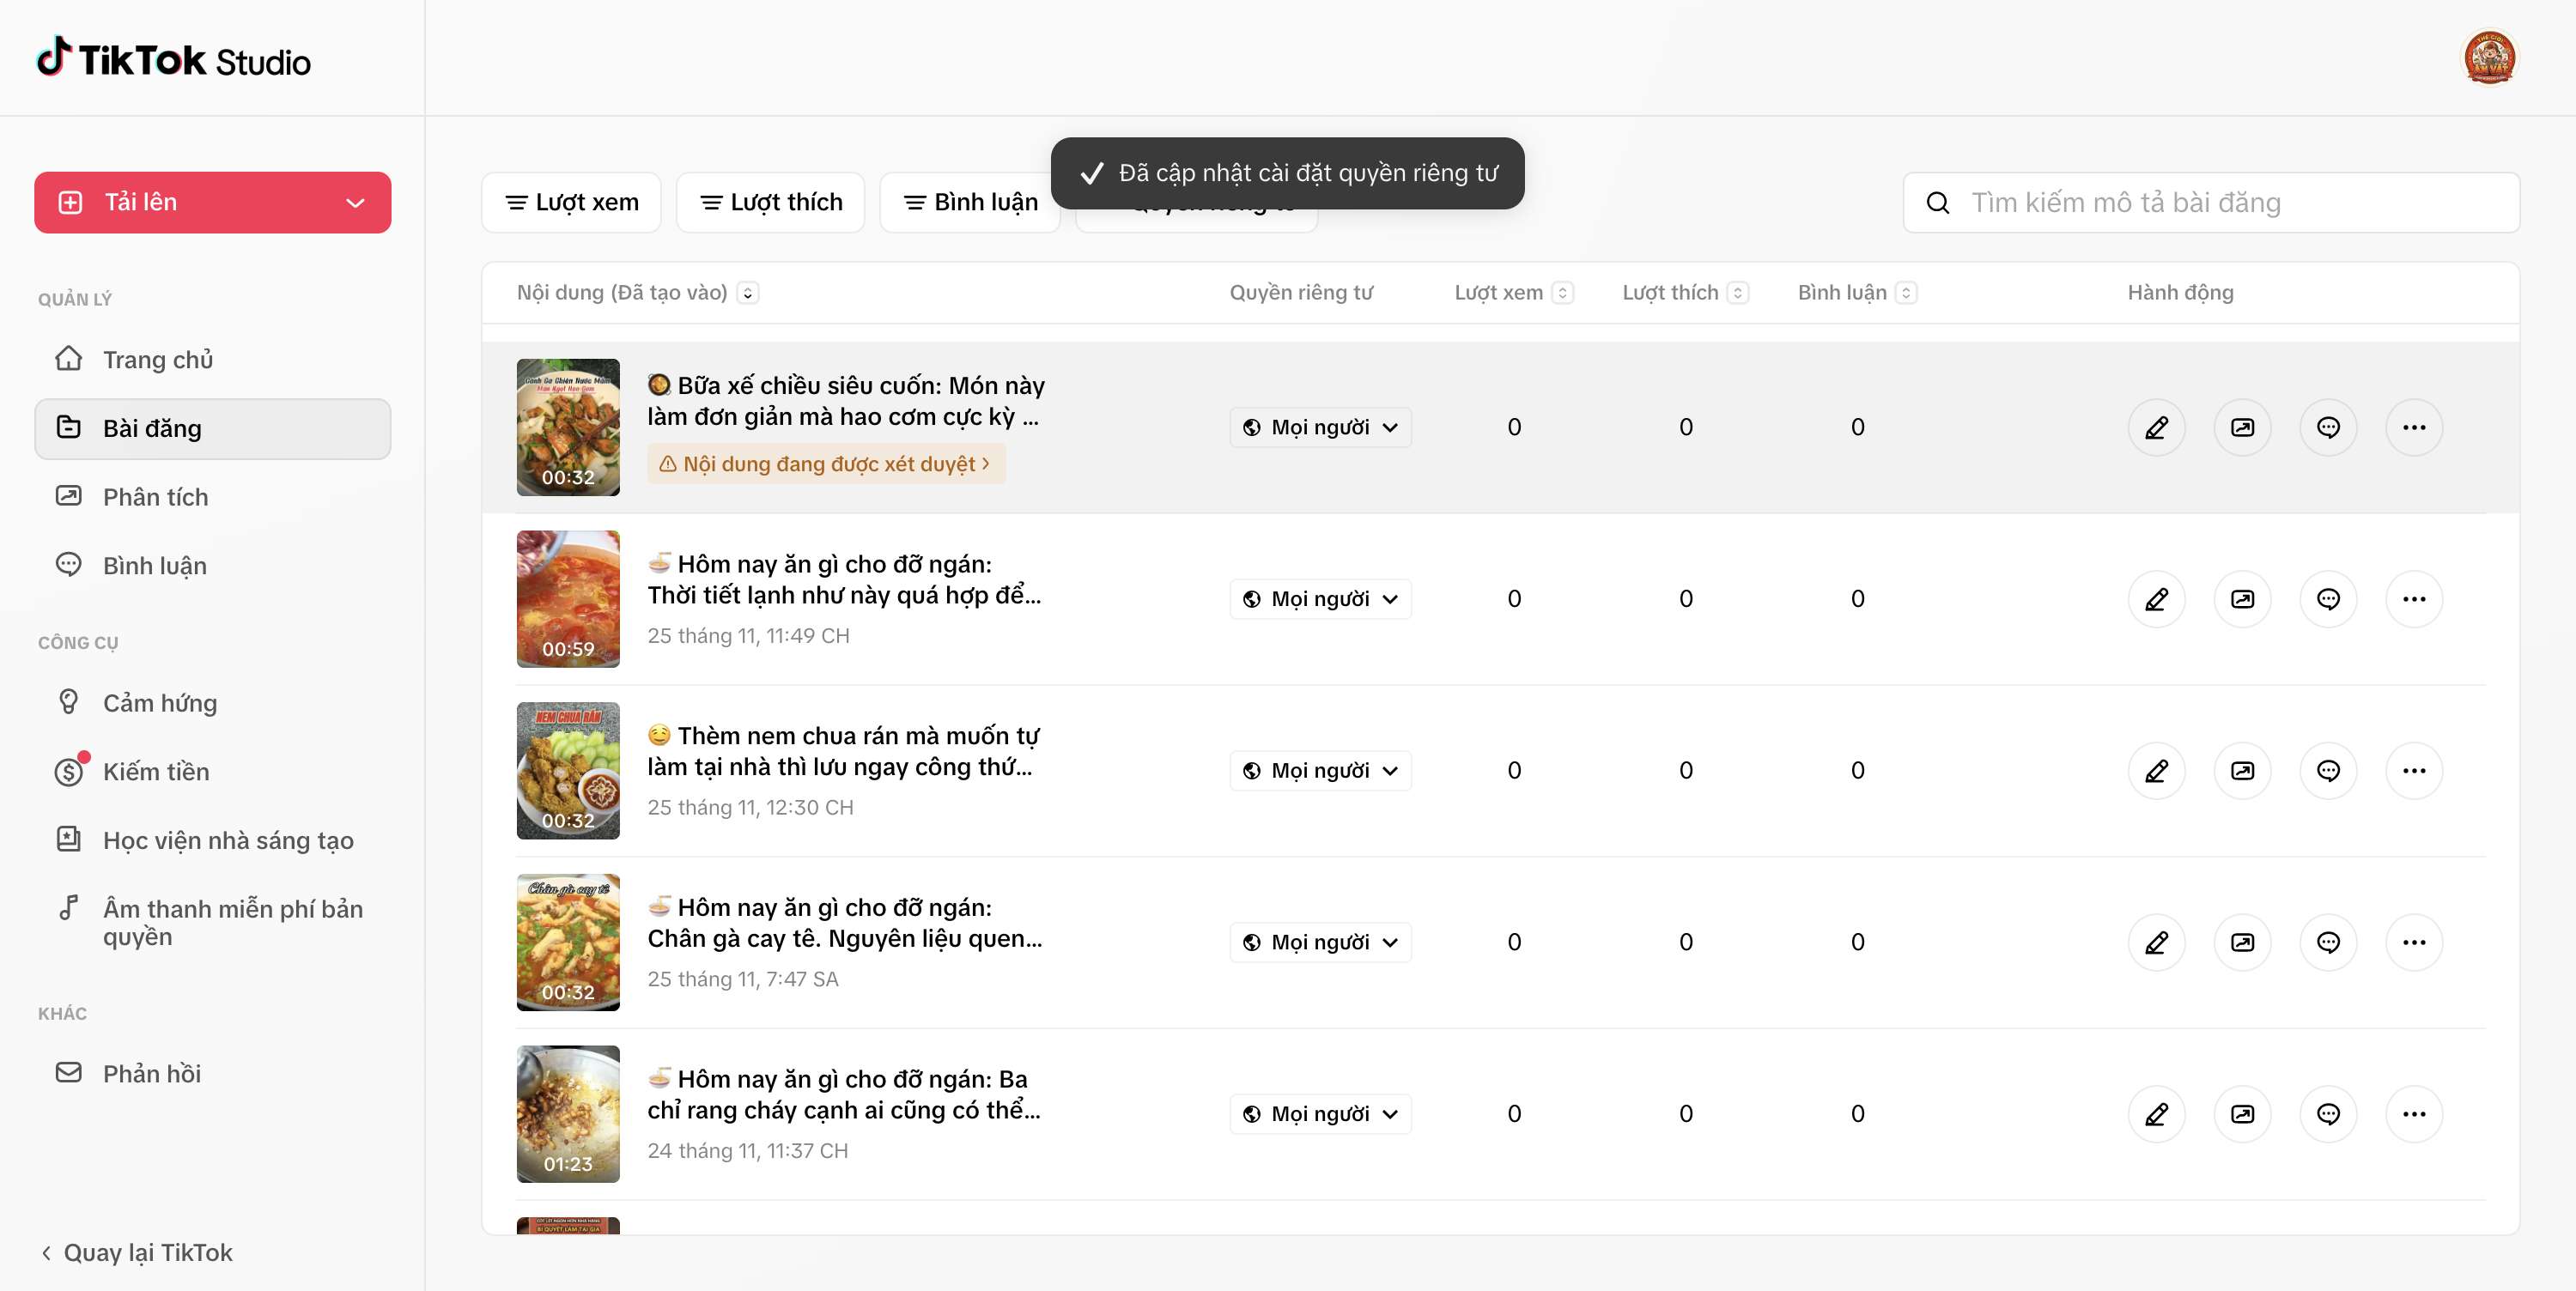 TikTok Studio
Đã cập nhật cài đặt quyền riêng tư
Tải lên
Lượt xem
Lượt thích
Bình luận
Tìm kiếm mô tả bài đăng
QUẢN LÝ
Trang chủ
Bài đăng
Phân tích
Bình luận
CÔNG CỤ
Cảm hứng
Kiếm tiền
Học viện nhà sáng tạo
Âm thanh miễn phí bản
quyền
KHÁC
Phản hồi
Quay lại TikTok
Nội dung (Đã tạo vào)
Quyền riêng tư
Lượt xem
Lượt thích
Bình luận
Hành động
00:32
Bữa xế chiều siêu cuốn: Món này
làm đơn giản mà hao cơm cực kỳ ...
Nội dung đang được xét duyệt
Mọi người
0
0
0
00:59
Hôm nay ăn gì cho đỡ ngán:
Thời tiết lạnh như này quá hợp để...
25 tháng 11, 11:49 CH
Mọi người
0
0
0
NEM CHUA RÁN
00:32
Thèm nem chua rán mà muốn tự
làm tại nhà thì lưu ngay công thứ...
25 tháng 11, 12:30 CH
Mọi người
0
0
0
Chân gà cay tê
00:32
Hôm nay ăn gì cho đỡ ngán:
Chân gà cay tê. Nguyên liệu quen...
25 tháng 11, 7:47 SA
Mọi người
0
0
0
01:23
Hôm nay ăn gì cho đỡ ngán: Ba
chỉ rang cháy cạnh ai cũng có thể...
24 tháng 11, 11:37 CH
Mọi người
0
0
0